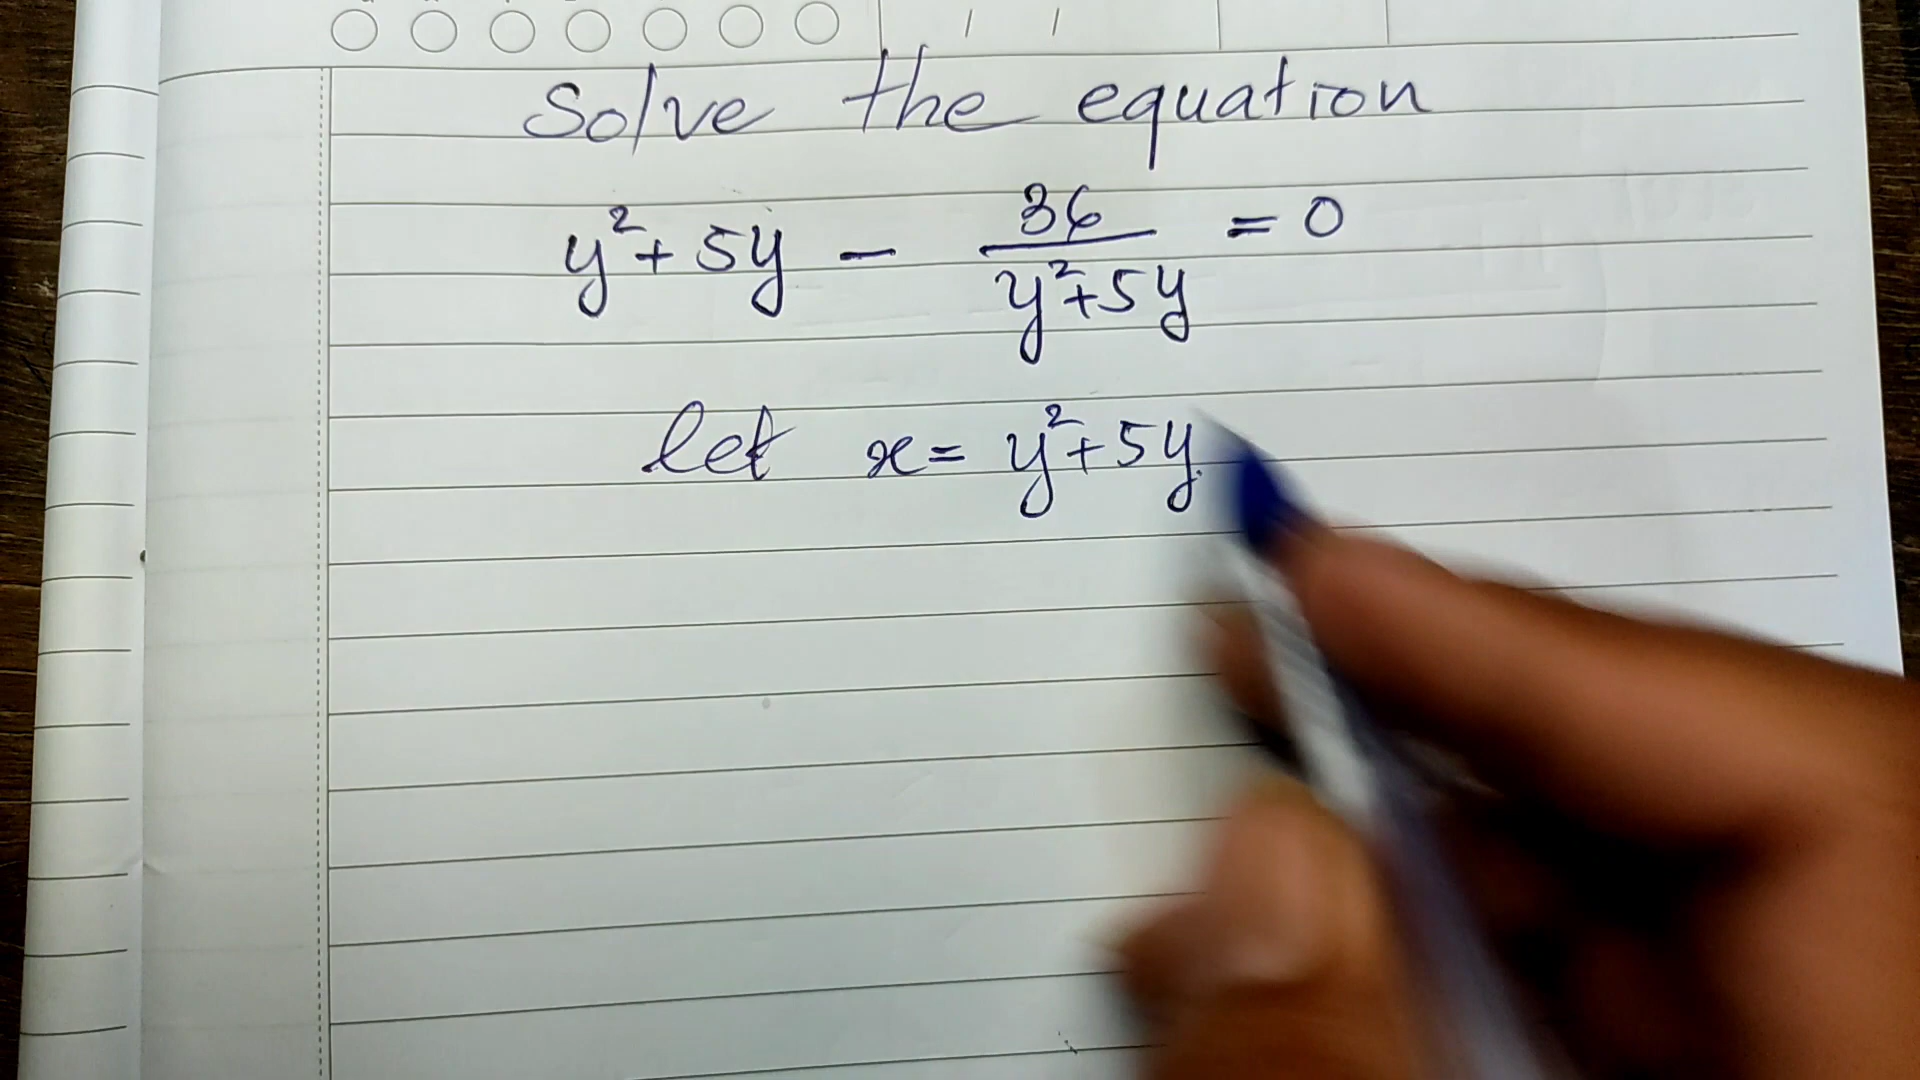 Solve the equation
y² + 5y - 36/(y²+5y) = 0
let x = y² + 5y